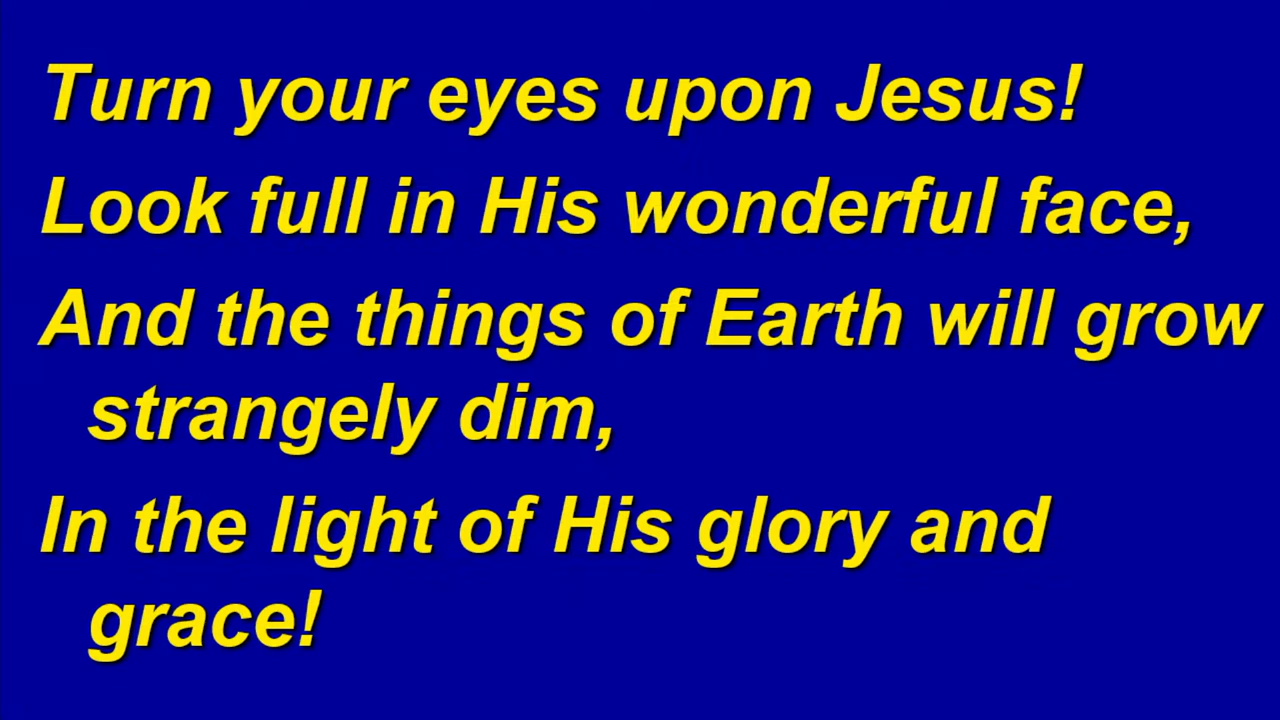 Turn your eyes upon Jesus!
Look full in His wonderful face,
And the things of Earth will grow
strangely dim,
In the light of His glory and
grace!